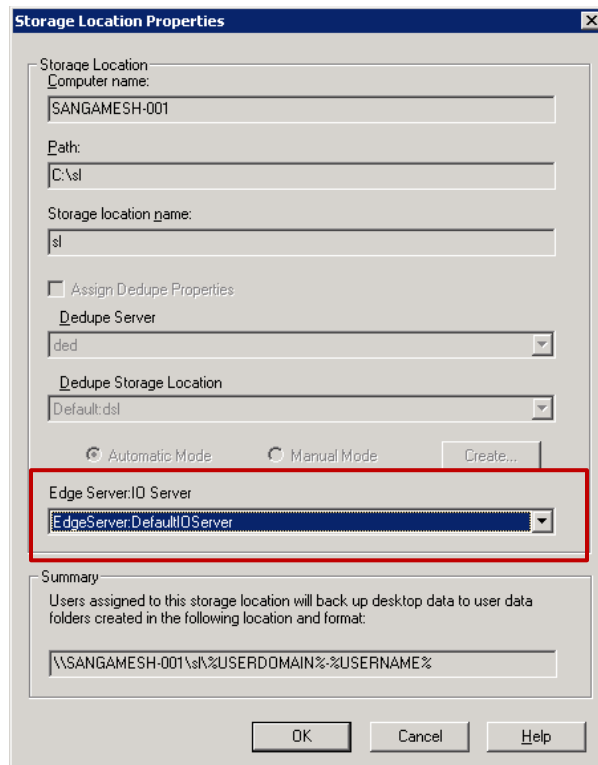 Storage Location Properties
Storage Location
Computer name:
SANGAMESH-001
Path:
C:\sl
Storage location name:
sl
Assign Dedupe Properties
Dedupe Server
ded
Dedupe Storage Location
Default:dsl
Automatic Mode Manual Mode Create...
Edge Server:IO Server
EdgeServer:DefaultIOServer
Summary
Users assigned to this storage location will back up desktop data to user data
folders created in the following location and format:
\\SANGAMESH-001\sl\%USERDOMAIN%-%USERNAME%
OK Cancel Help